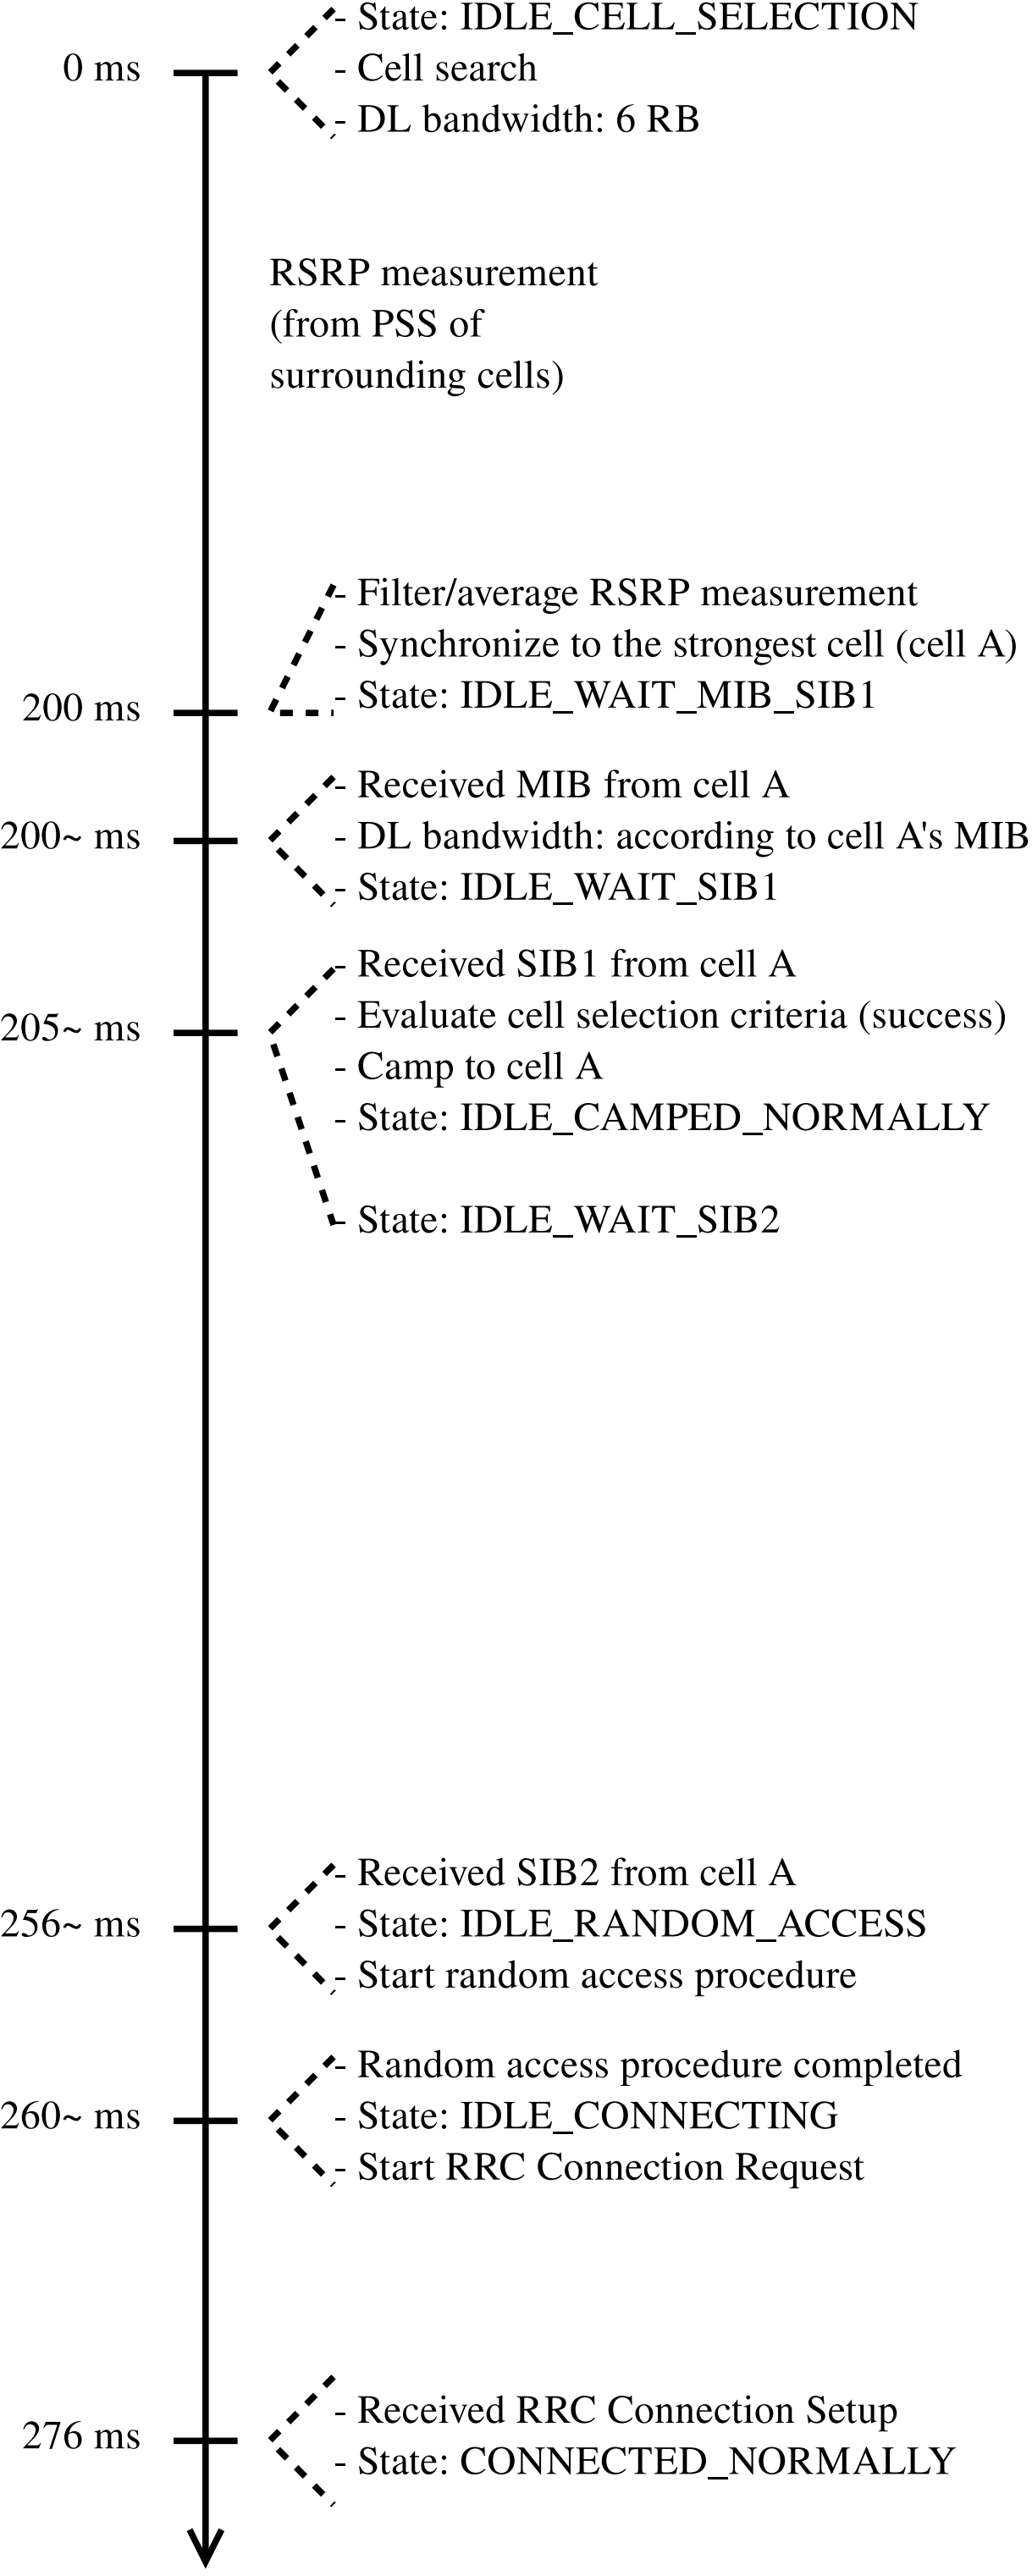 - State: IDLE_CELL_SELECTION
0 ms
- Cell search
- DL bandwidth: 6 RB
RSRP measurement
(from PSS of
surrounding cells)
- Filter/average RSRP measurement
- Synchronize to the strongest cell (cell A)
- State: IDLE_WAIT_MIB_SIB1
200 ms
- Received MIB from cell A
200~ ms
- DL bandwidth: according to cell A's MIB
- State: IDLE_WAIT_SIB1
- Received SIB1 from cell A
205~ ms
- Evaluate cell selection criteria (success)
- Camp to cell A
- State: IDLE_CAMPED_NORMALLY
- State: IDLE_WAIT_SIB2
- Received SIB2 from cell A
256~ ms
- State: IDLE_RANDOM_ACCESS
- Start random access procedure
- Random access procedure completed
260~ ms
- State: IDLE_CONNECTING
- Start RRC Connection Request
- Received RRC Connection Setup
276 ms
- State: CONNECTED_NORMALLY